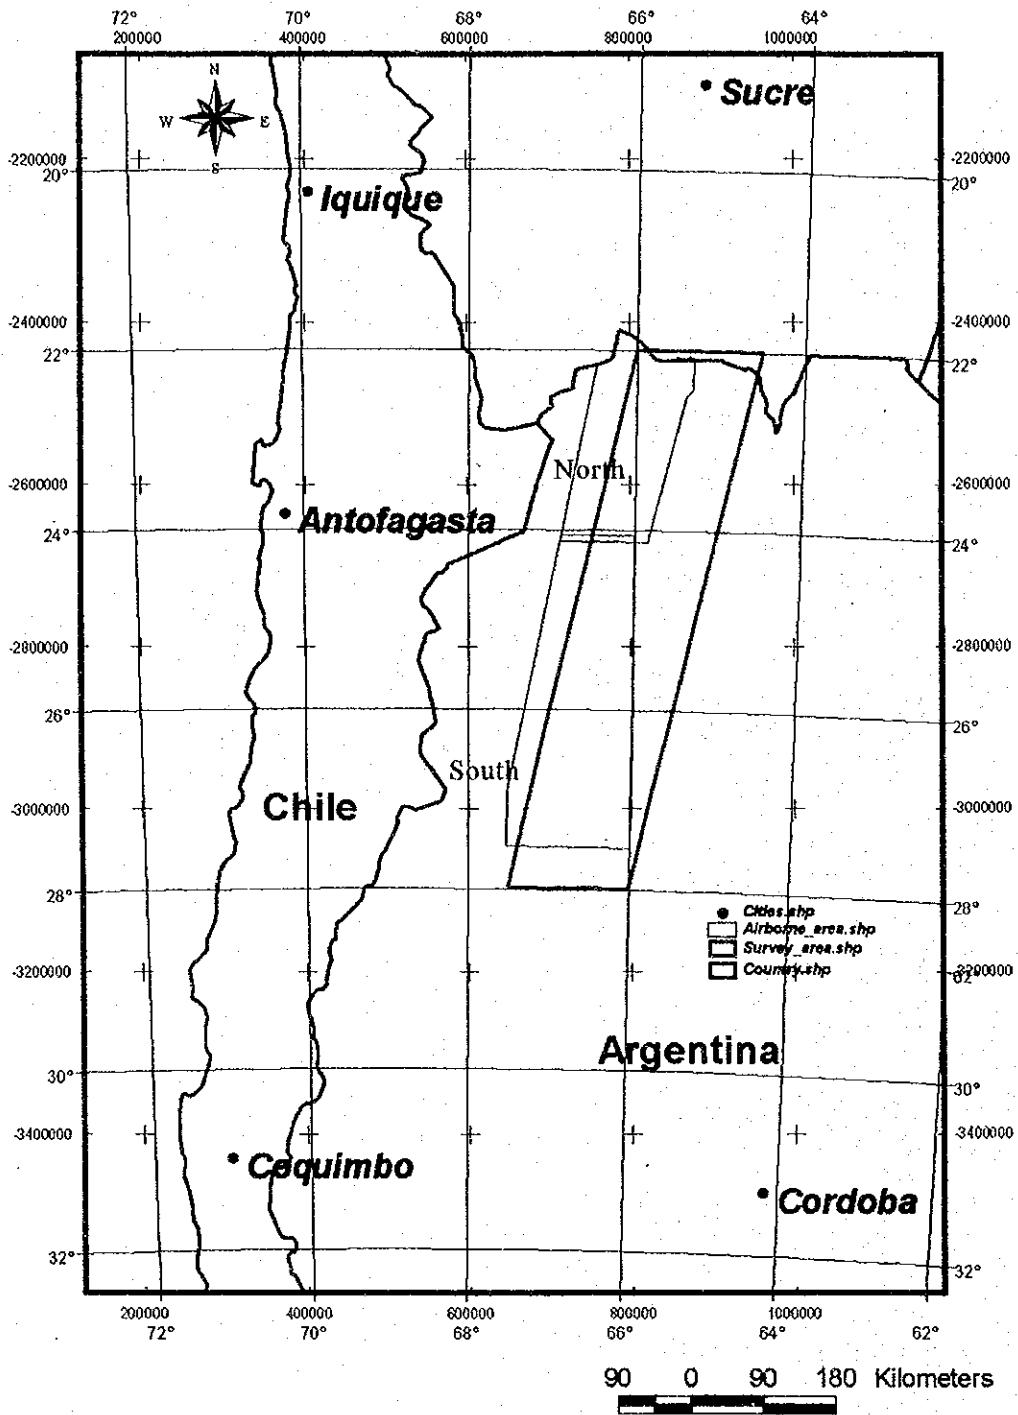 72° 70° 68° 66° 64°
200000 400000 600000 800000 1000000
N
W E
S
Sucre
-2200000 -2200000
20° 20°
Iquique
-2400000 -2400000
22° 22°
North
-2600000 -2600000
Antofagasta
24° 24°
-2800000 -2800000
26° 26°
South
Chile
-3000000 -3000000
28° 28°
Cities.shp
Airborne_area.shp
Survey_area.shp
Country.shp
-3200000
Argentina
30° 30°
-3400000 -3400000
Coquimbo
Cordoba
32° 32°
200000 400000 600000 800000 1000000
72° 70° 68° 66° 64° 62°
90 0 90 180 Kilometers